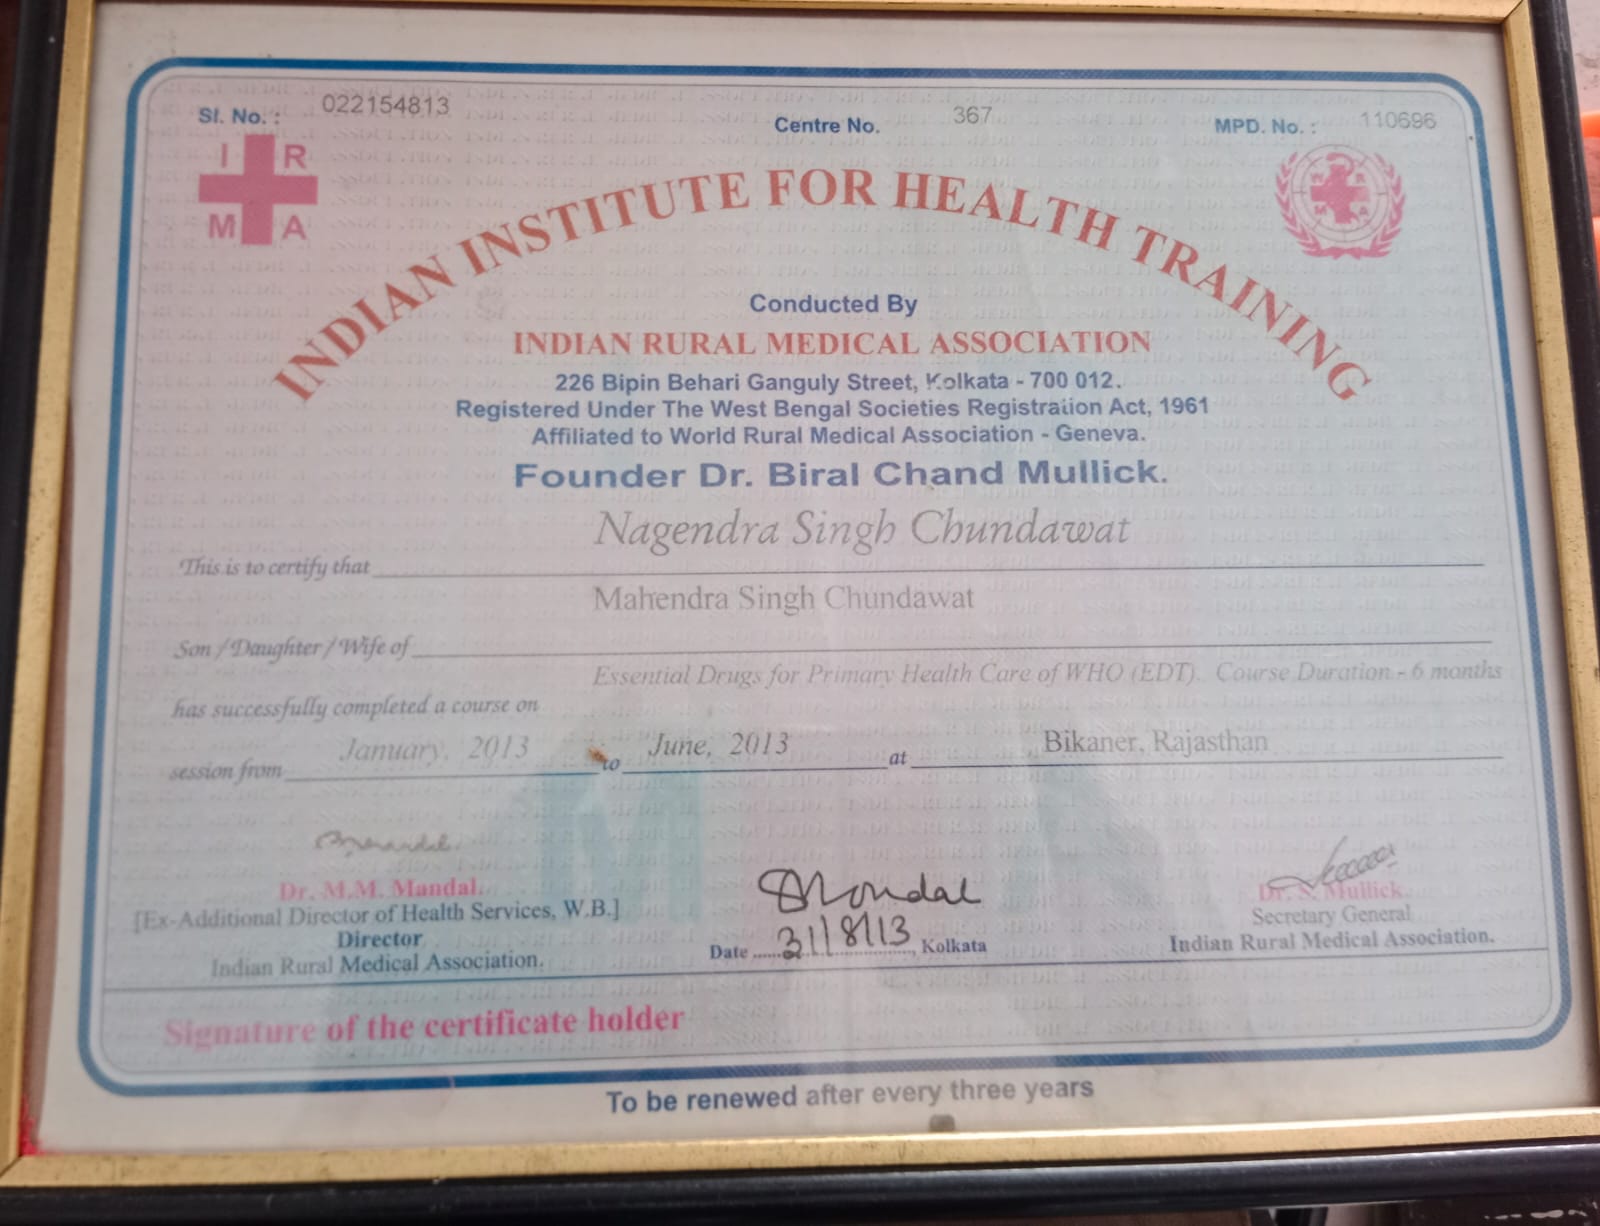 Sl. No. : 022154813
Centre No. 367
MPD. No. : 110696
I R
M A
W R
M A
INDIAN INSTITUTE FOR HEALTH TRAINING
Conducted By
INDIAN RURAL MEDICAL ASSOCIATION
226 Bipin Behari Ganguly Street, Kolkata - 700 012.
Registered Under The West Bengal Societies Registration Act, 1961
Affiliated to World Rural Medical Association - Geneva.
Founder Dr. Biral Chand Mullick.
Nagendra Singh Chundawat
This is to certify that
Mahendra Singh Chundawat
Son / Daughter / Wife of
Essential Drugs for Primary Health Care of WHO (EDT). Course Duration - 6 months
has successfully completed a course on
session from January, 2013 to June, 2013 at Bikaner, Rajasthan
Dr. M.M. Mandal.
[Ex-Additional Director of Health Services, W.B.]
Director
Indian Rural Medical Association.
Mondal
Date ...... 31/8/13 ......, Kolkata
Dr. S. Mullick
Secretary General
Indian Rural Medical Association.
Signature of the certificate holder
To be renewed after every three years